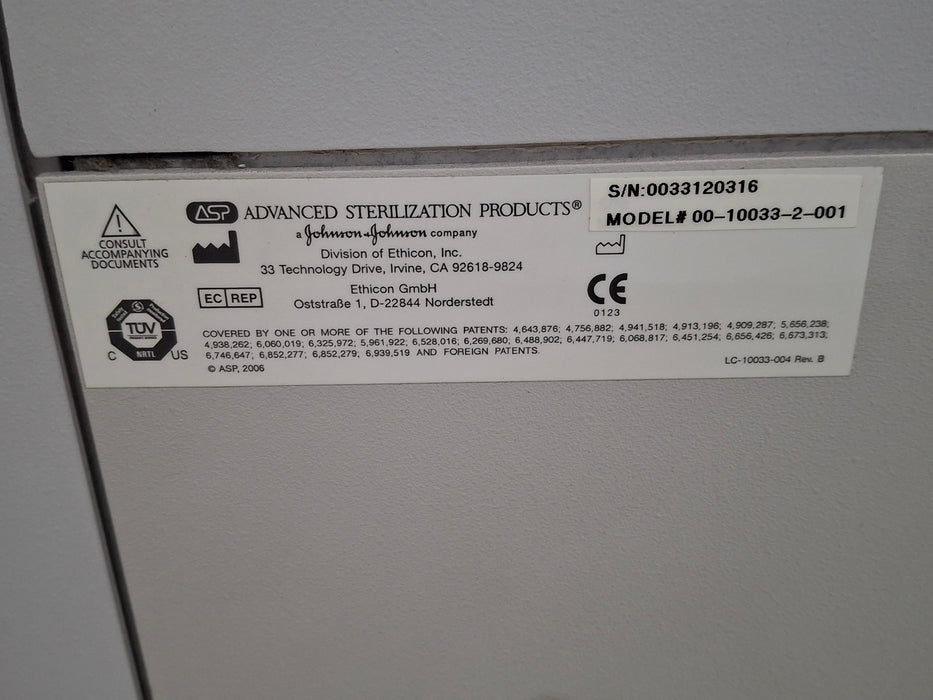 S/N:0033120316
MODEL# 00-10033-2-001
ASP ADVANCED STERILIZATION PRODUCTS®
a Johnson & Johnson company
Division of Ethicon, Inc.
33 Technology Drive, Irvine, CA 92618-9824
CONSULT
ACCOMPANYING
DOCUMENTS
EC REP
Ethicon GmbH
Oststraße 1, D-22844 Norderstedt
CE
0123
TÜV
NRTL
C US
COVERED BY ONE OR MORE OF THE FOLLOWING PATENTS: 4,643,876; 4,756,882; 4,941,518; 4,913,196; 4,909,287; 5,656,238;
4,938,262; 6,060,019; 6,325,972; 5,961,922; 6,528,016; 6,269,680; 6,488,902; 6,447,719; 6,068,817; 6,451,254; 6,656,426; 6,673,313;
6,746,647; 6,852,277; 6,852,279; 6,939,519 AND FOREIGN PATENTS.
© ASP, 2006
LC-10033-004 Rev. B